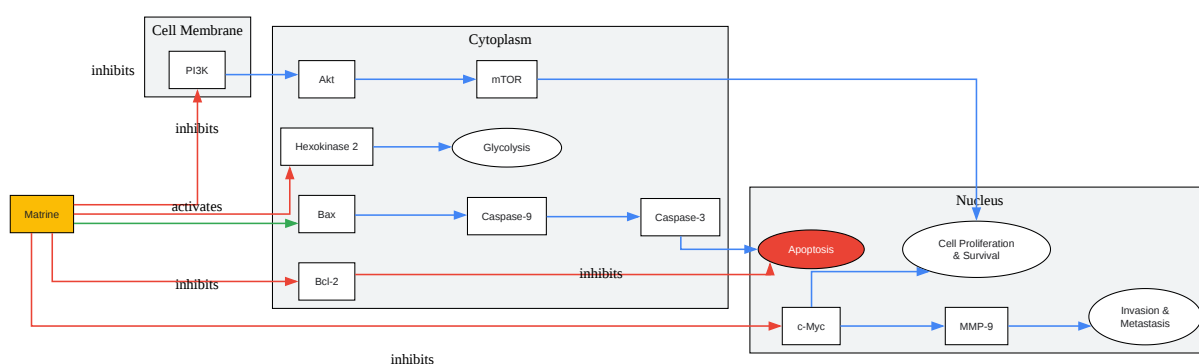 Cell Membrane
Cytoplasm
PI3K
Akt
mTOR
inhibits
inhibits
Hexokinase 2
Glycolysis
Matrine
activates
Bax
Caspase-9
Caspase-3
Nucleus
Apoptosis
Cell Proliferation
& Survival
Bcl-2
inhibits
inhibits
c-Myc
MMP-9
Invasion &
Metastasis
inhibits